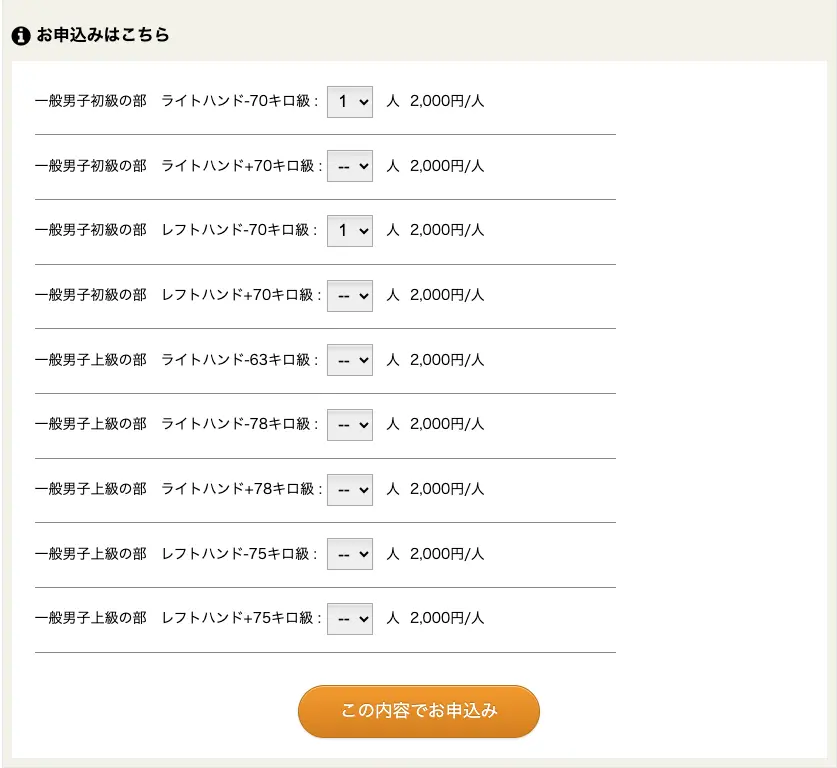 お申込みはこちら
一般男子初級の部　ライトハンド-70キロ級 : 1 人 2,000円/人
一般男子初級の部　ライトハンド+70キロ級 : -- 人 2,000円/人
一般男子初級の部　レフトハンド-70キロ級 : 1 人 2,000円/人
一般男子初級の部　レフトハンド+70キロ級 : -- 人 2,000円/人
一般男子上級の部　ライトハンド-63キロ級 : -- 人 2,000円/人
一般男子上級の部　ライトハンド-78キロ級 : -- 人 2,000円/人
一般男子上級の部　ライトハンド+78キロ級 : -- 人 2,000円/人
一般男子上級の部　レフトハンド-75キロ級 : -- 人 2,000円/人
一般男子上級の部　レフトハンド+75キロ級 : -- 人 2,000円/人
この内容でお申込み